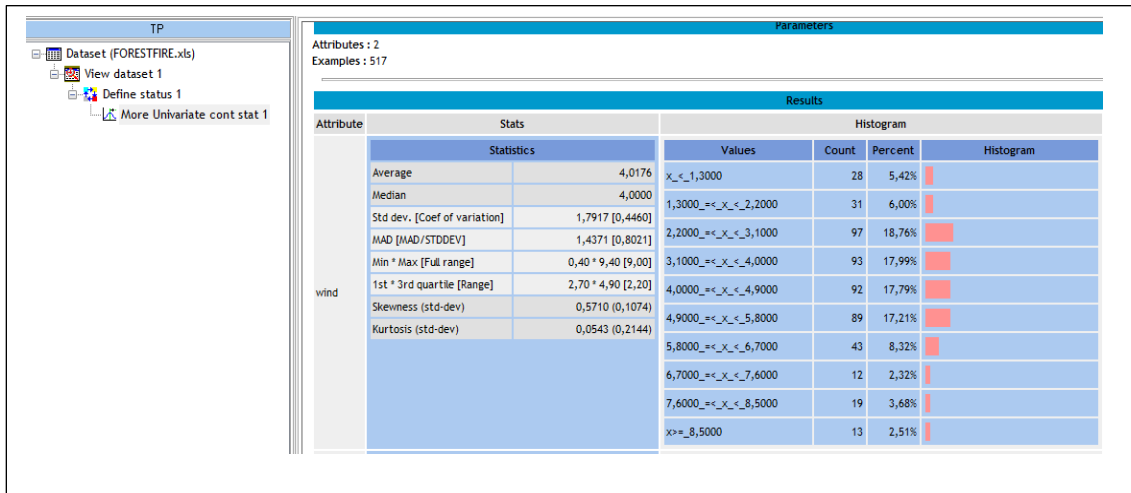 TP
Dataset (FORESTFIRE.xls)
View dataset 1
Define status 1
More Univariate cont stat 1
Parameters
Attributes : 2
Examples : 517
Results
Attribute Stats Histogram
wind
Statistics
Average 4,0176
Median 4,0000
Std dev. [Coef of variation] 1,7917 [0,4460]
MAD [MAD/STDDEV] 1,4371 [0,8021]
Min * Max [Full range] 0,40 * 9,40 [9,00]
1st * 3rd quartile [Range] 2,70 * 4,90 [2,20]
Skewness (std-dev) 0,5710 (0,1074)
Kurtosis (std-dev) 0,0543 (0,2144)
Values Count Percent Histogram
x_<_1,3000 28 5,42%
1,3000_=<_x_<_2,2000 31 6,00%
2,2000_=<_x_<_3,1000 97 18,76%
3,1000_=<_x_<_4,0000 93 17,99%
4,0000_=<_x_<_4,9000 92 17,79%
4,9000_=<_x_<_5,8000 89 17,21%
5,8000_=<_x_<_6,7000 43 8,32%
6,7000_=<_x_<_7,6000 12 2,32%
7,6000_=<_x_<_8,5000 19 3,68%
x>=_8,5000 13 2,51%